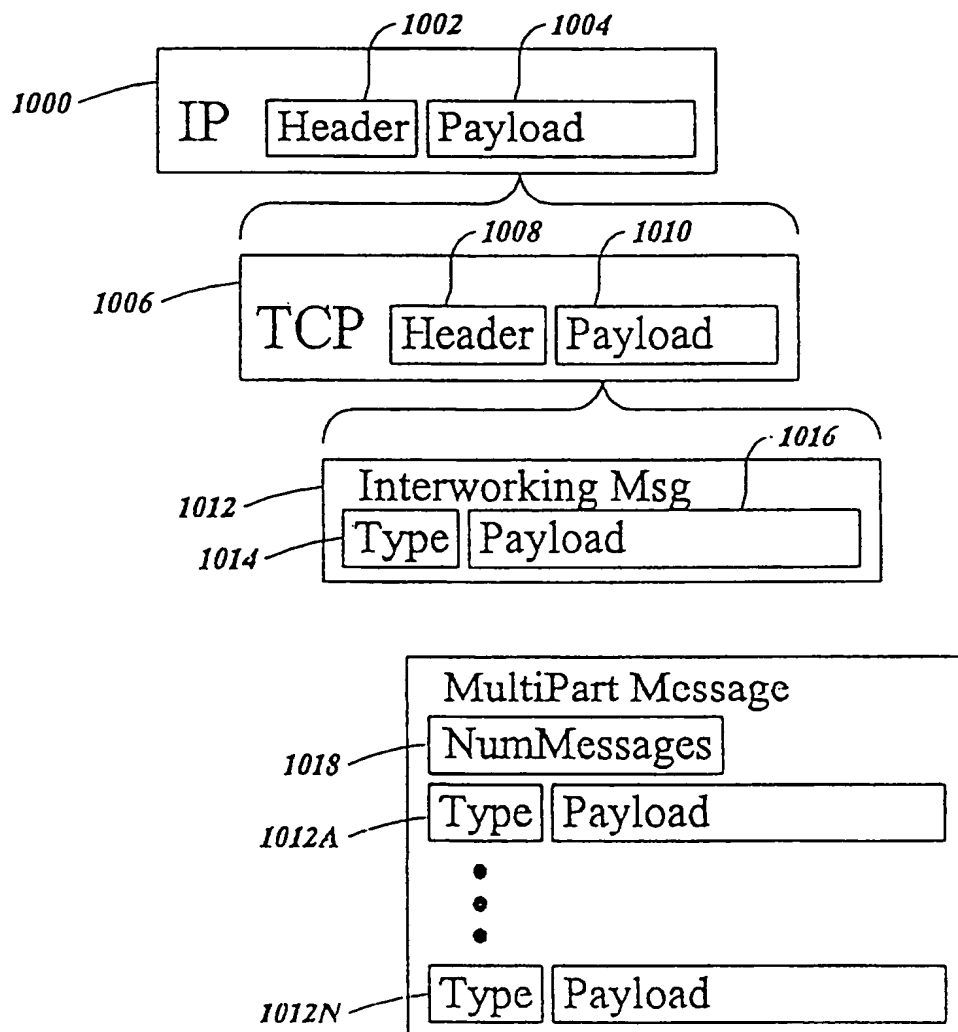 1002 1004
1000
IP Header Payload
1008 1010
1006
TCP Header Payload
1016
1012 Interworking Msg
1014 Type Payload
MultiPart Message
1018 NumMessages
1012A Type Payload
1012N Type Payload